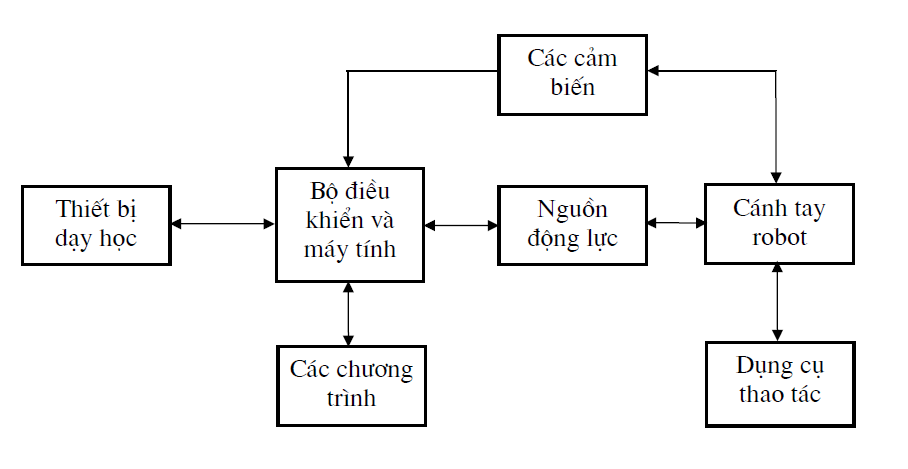 Các cảm
biến
Thiết bị
dạy học
Bộ điều
khiển và
máy tính
Nguồn
động lực
Cánh tay
robot
Các chương
trình
Dụng cụ
thao tác